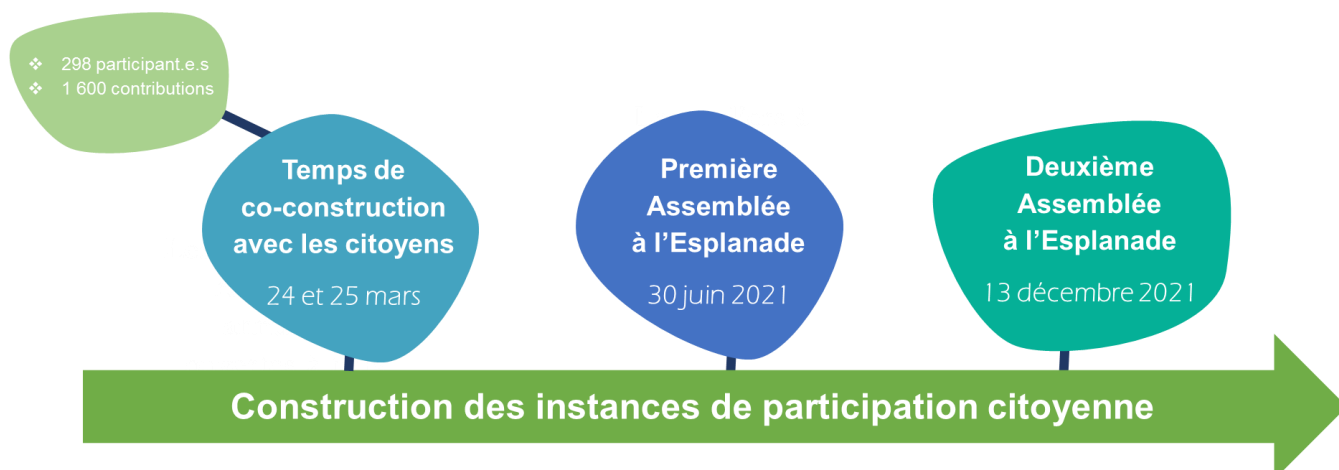 ❖ 298 participant.e.s
❖ 1 600 contributions
Temps de
co-construction
avec les citoyens
24 et 25 mars
Première
Assemblée
à l’Esplanade
30 juin 2021
Deuxième
Assemblée
à l’Esplanade
13 décembre 2021
Construction des instances de participation citoyenne